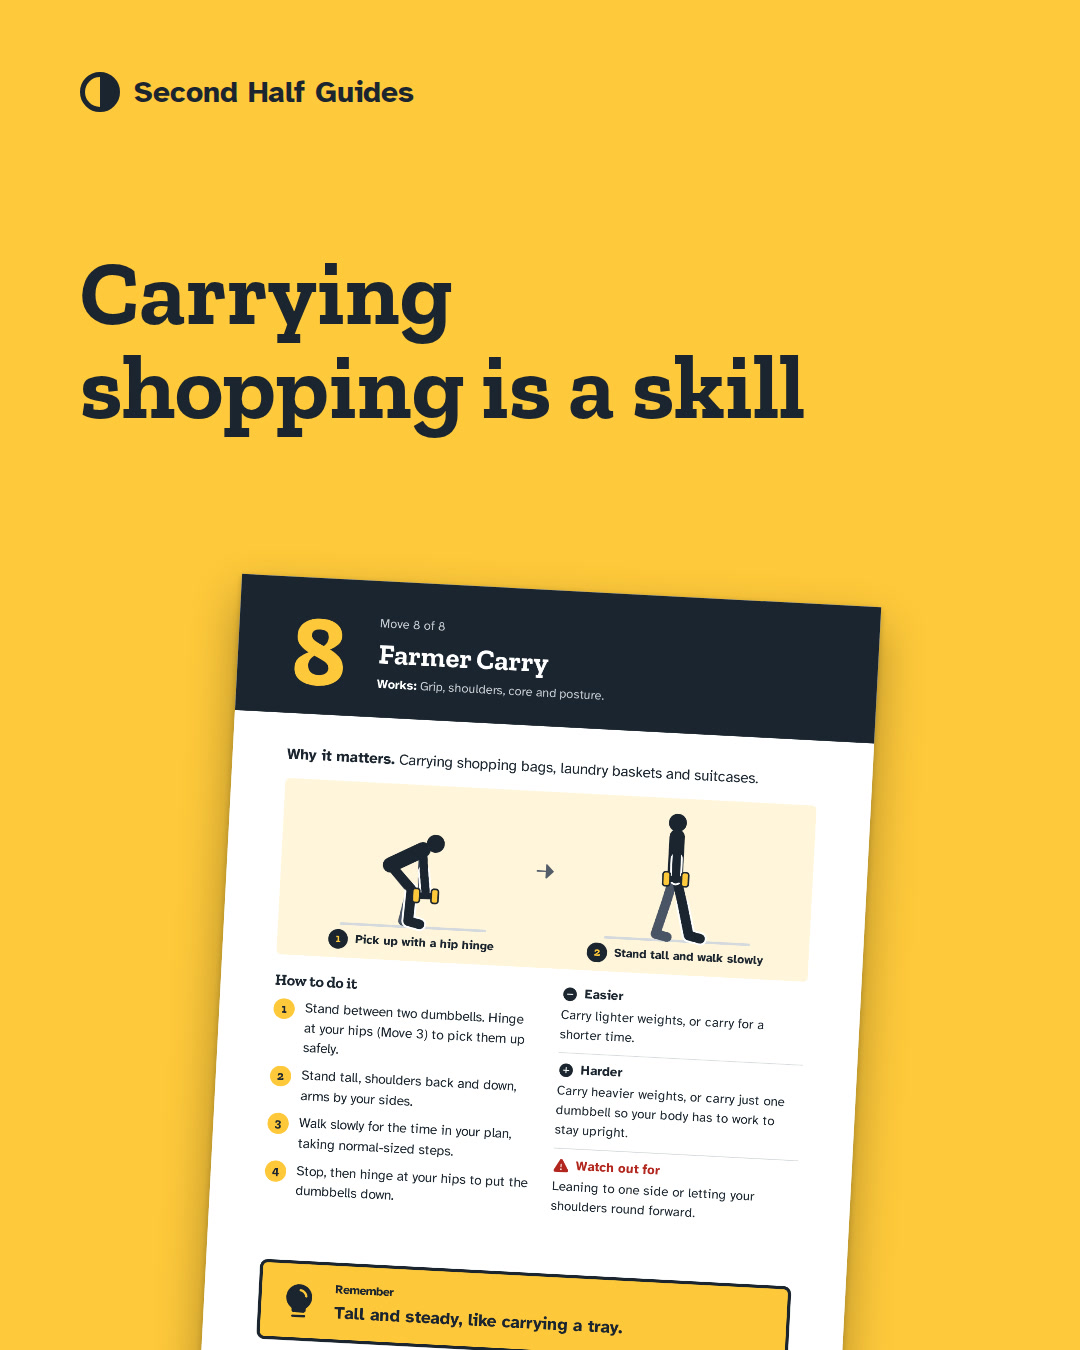 Second Half Guides
Carrying
shopping is a skill
8
Move 8 of 8
Farmer Carry
Works: Grip, shoulders, core and posture.
Why it matters. Carrying shopping bags, laundry baskets and suitcases.
1 Pick up with a hip hinge
2 Stand tall and walk slowly
How to do it
1 Stand between two dumbbells. Hinge
at your hips (Move 3) to pick them up
safely.
2 Stand tall, shoulders back and down,
arms by your sides.
3 Walk slowly for the time in your plan,
taking normal-sized steps.
4 Stop, then hinge at your hips to put the
dumbbells down.
Easier
Carry lighter weights, or carry for a
shorter time.
Harder
Carry heavier weights, or carry just one
dumbbell so your body has to work to
stay upright.
Watch out for
Leaning to one side or letting your
shoulders round forward.
Remember
Tall and steady, like carrying a tray.